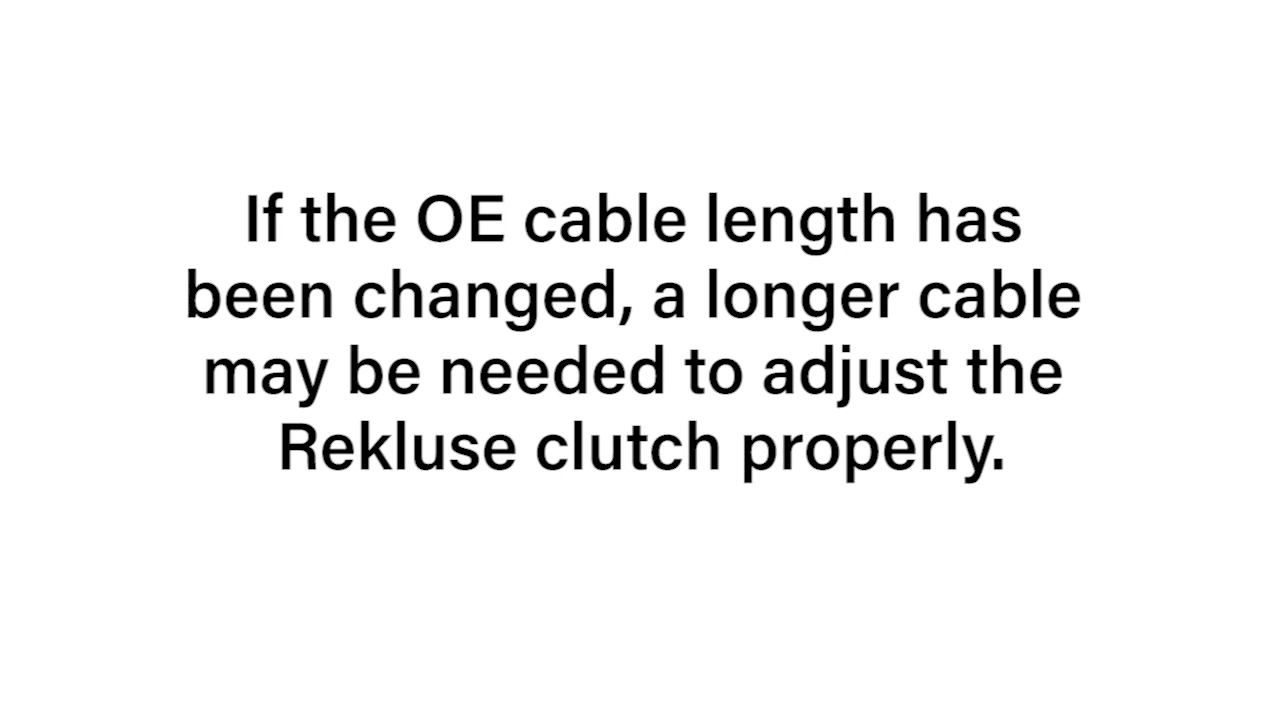 If the OE cable length has
been changed, a longer cable
may be needed to adjust the
Rekluse clutch properly.